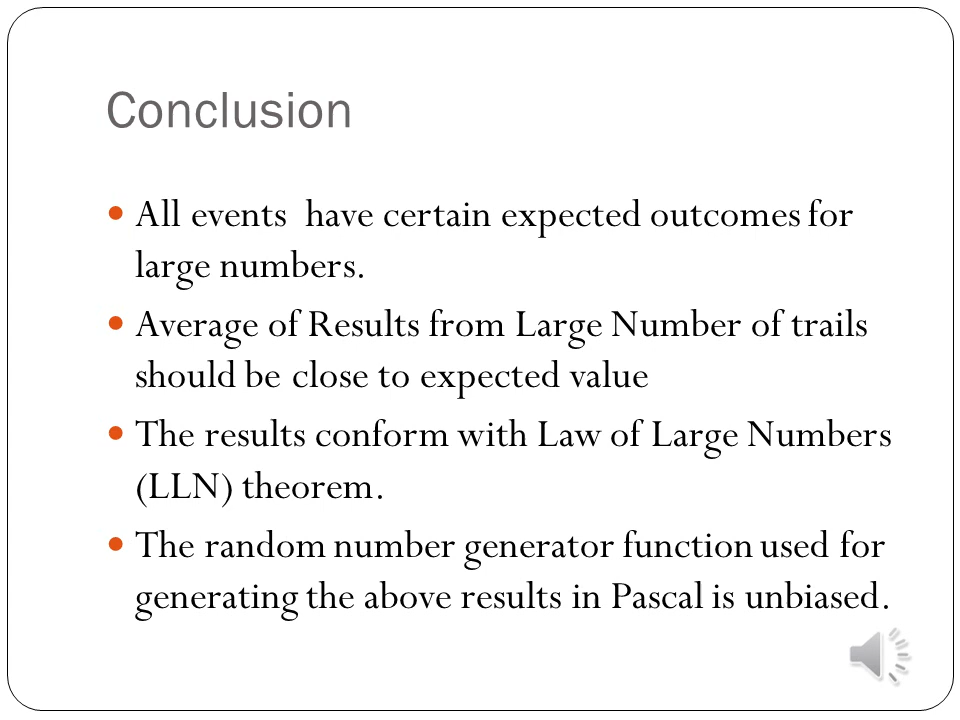 Conclusion
All events  have certain expected outcomes for
large numbers.
Average of Results from Large Number of trails
should be close to expected value
The results conform with Law of Large Numbers
(LLN) theorem.
The random number generator function used for
generating the above results in Pascal is unbiased.